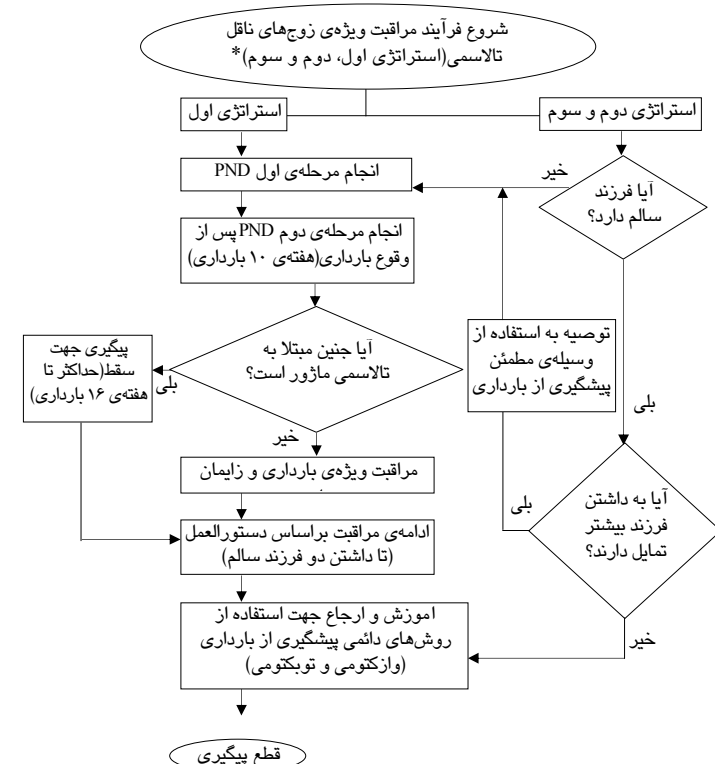 شروع فرآیند مراقبت ویژه‌ی زوج‌های ناقل
تالاسمی(استراتژی اول، دوم و سوم)*
استراتژی دوم و سوم
استراتژی اول
آیا فرزند
سالم دارد؟
خیر
انجام مرحله‌ی اول PND
انجام مرحله‌ی دوم PND پس از
وقوع بارداری(هفته‌ی ۱۰ بارداری)
توصیه به استفاده از
وسیله‌ی مطمئن
پیشگیری از بارداری
آیا جنین مبتلا به
تالاسمی ماژور است؟
بلی
پیگیری جهت
سقط(حداکثر تا
هفته‌ی ۱۶ بارداری)
بلی
خیر
مراقبت ویژه‌ی بارداری و زایمان
آیا به داشتن
فرزند بیشتر
تمایل دارند؟
بلی
ادامه‌ی مراقبت براساس دستورالعمل
(تا داشتن دو فرزند سالم)
خیر
اموزش و ارجاع جهت استفاده از
روش‌های دائمی پیشگیری از بارداری
(وازکتومی و توبکتومی)
قطع پیگیری